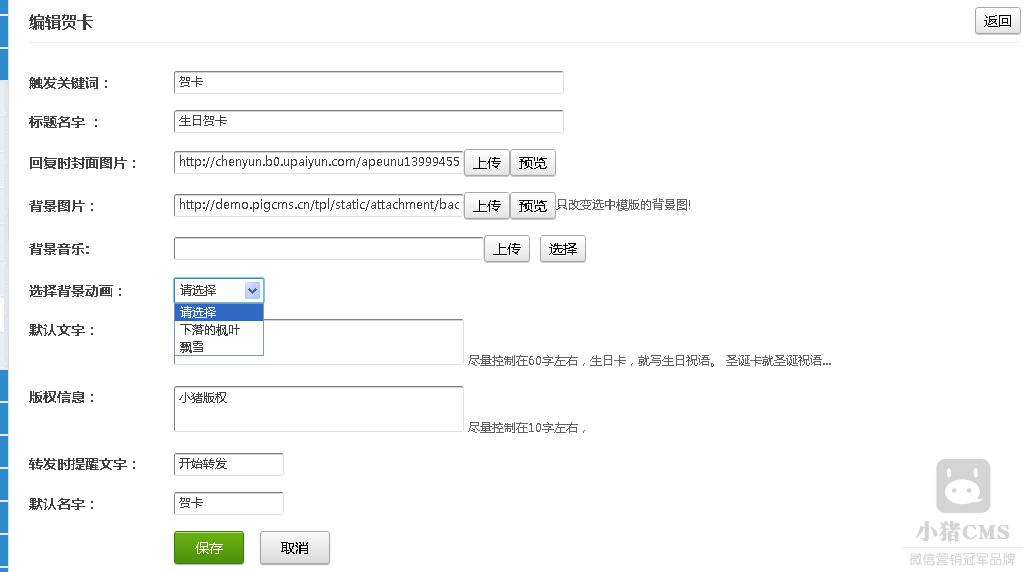 编辑贺卡 返回
触发关键词： 贺卡
标题名字 ： 生日贺卡
回复时封面图片： http://chenyun.b0.upaiyun.com/apeunu13999455 上传 预览
背景图片： http://demo.pigcms.cn/tpl/static/attachment/bac 上传 预览 只改变选中模版的背景图!
背景音乐: 上传 选择
选择背景动画： 请选择
请选择
默认文字： 下落的枫叶
飘雪
尽量控制在60字左右，生日卡，就写生日祝语。 圣诞卡就圣诞祝语...
版权信息： 小猪版权
尽量控制在10字左右，
转发时提醒文字： 开始转发
默认名字： 贺卡
保存 取消
小猪CMS
微信营销冠军品牌